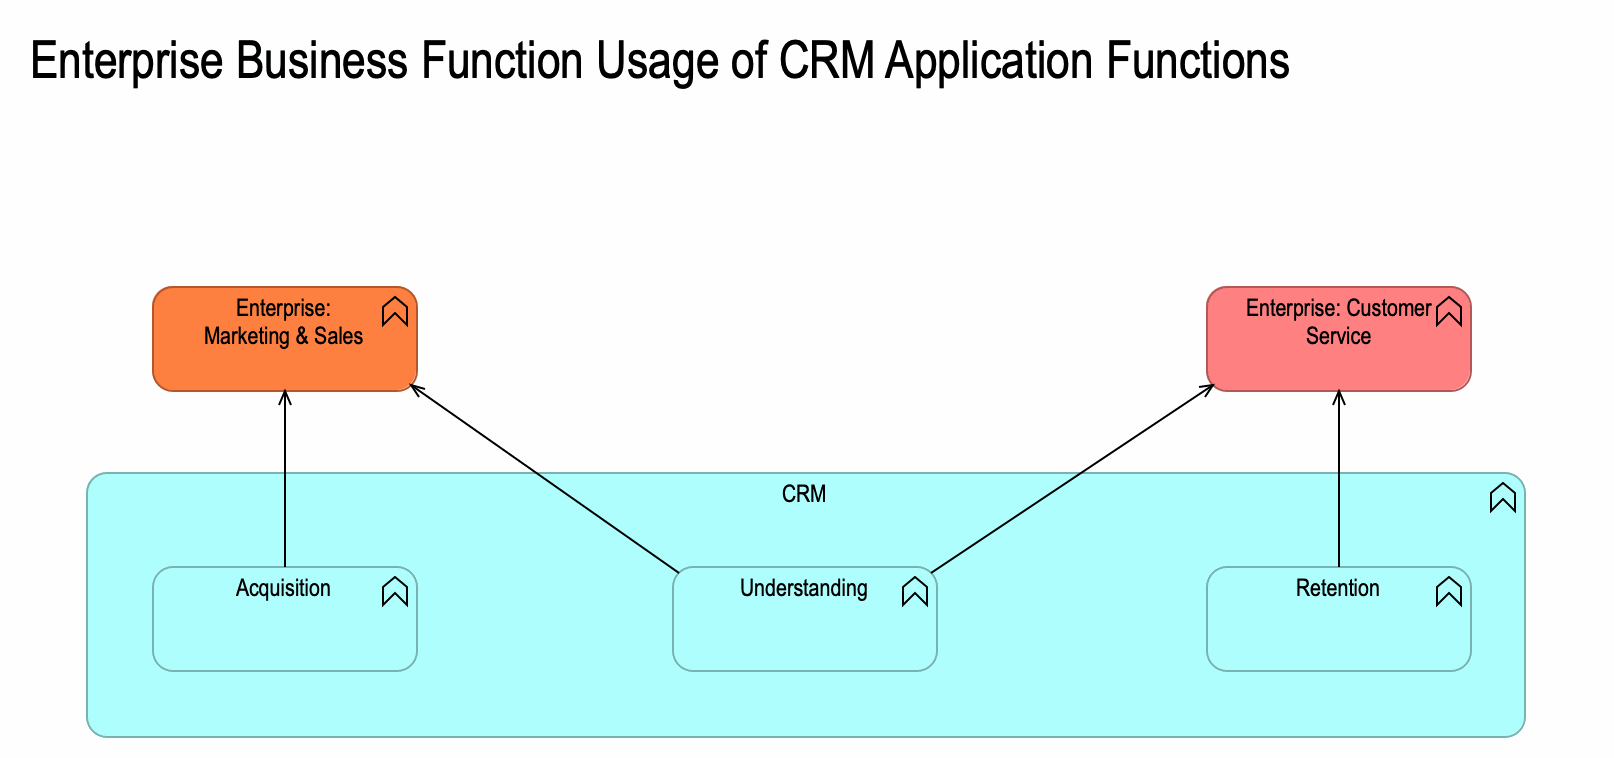 Enterprise Business Function Usage of CRM Application Functions
Enterprise:
Marketing & Sales
Enterprise: Customer
Service
CRM
Acquisition
Understanding
Retention